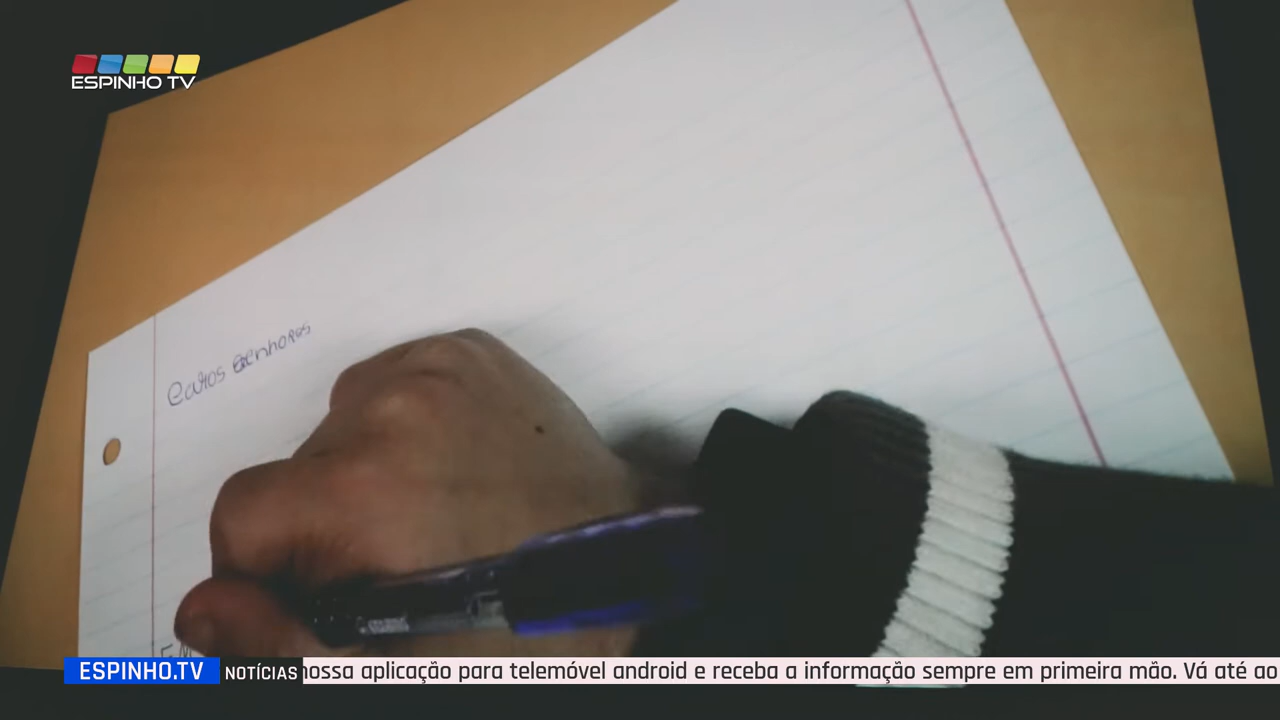 ESPINHO TV
Caros senhores
EM
ESPINHO.TV NOTÍCIAS nossa aplicação para telemóvel android e receba a informação sempre em primeira mão. Vá até ao